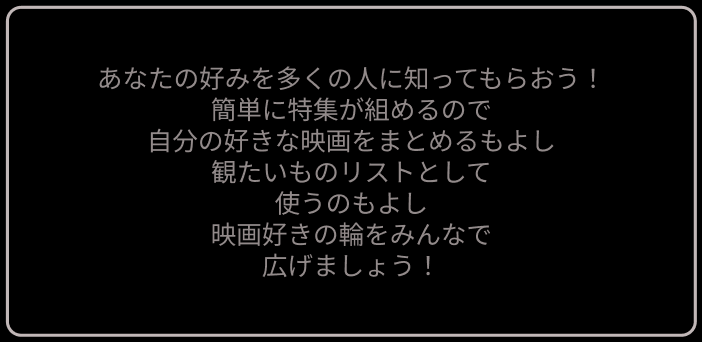 あなたの好みを多くの人に知ってもらおう！
簡単に特集が組めるので
自分の好きな映画をまとめるもよし
観たいものリストとして
使うのもよし
映画好きの輪をみんなで
広げましょう！